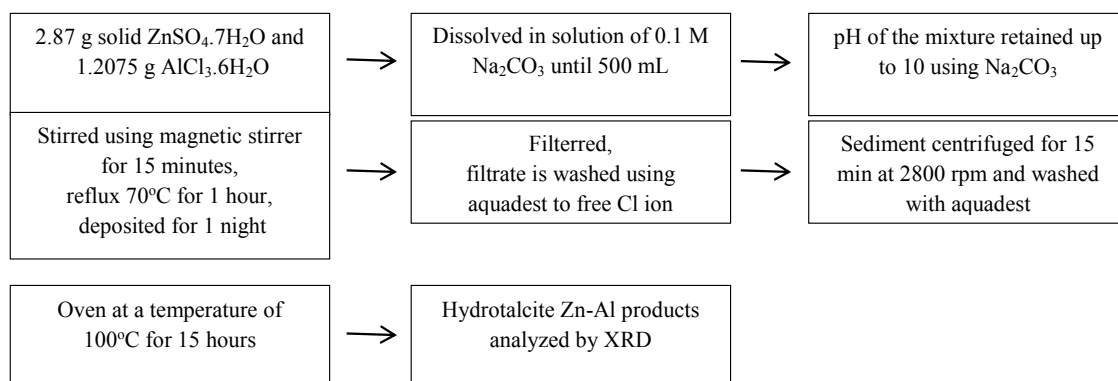 2.87 g solid ZnSO₄.7H₂O and
1.2075 g AlCl₃.6H₂O
Dissolved in solution of 0.1 M
Na₂CO₃ until 500 mL
pH of the mixture retained up
to 10 using Na₂CO₃
Stirred using magnetic stirrer
for 15 minutes,
reflux 70ºC for 1 hour,
deposited for 1 night
Filterred,
filtrate is washed using
aquadest to free Cl ion
Sediment centrifuged for 15
min at 2800 rpm and washed
with aquadest
Oven at a temperature of
100ºC for 15 hours
Hydrotalcite Zn-Al products
analyzed by XRD